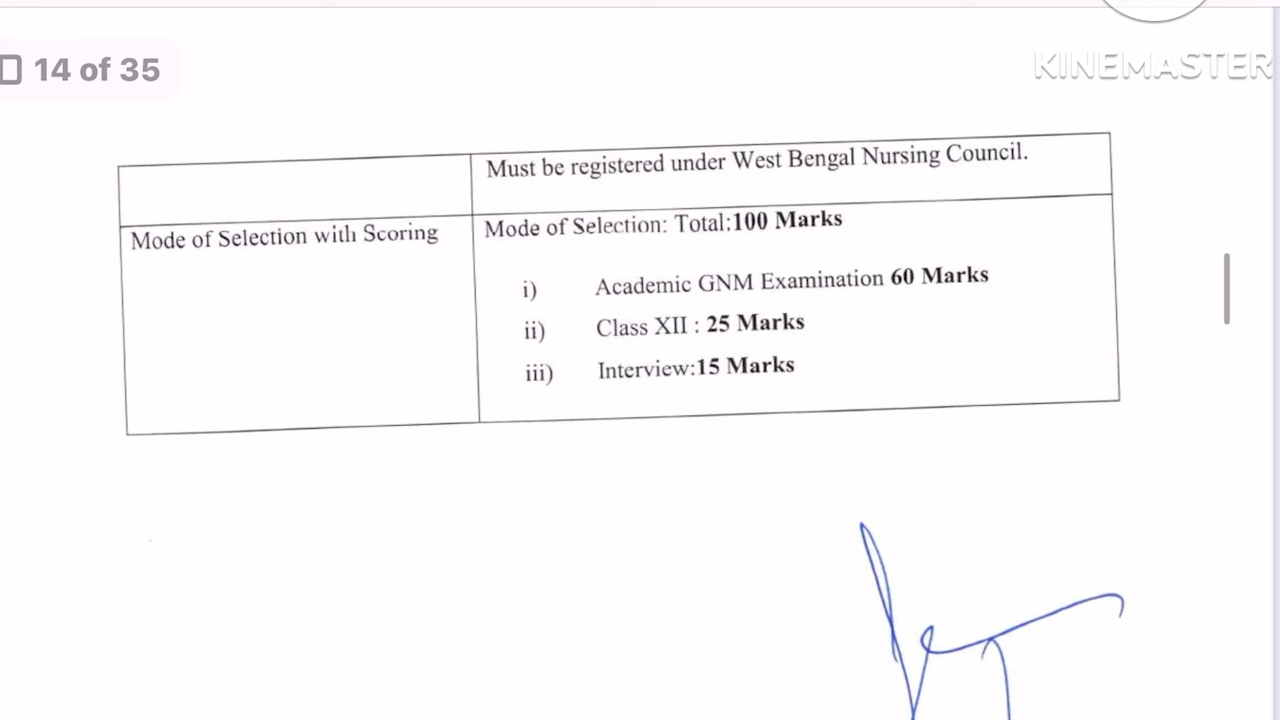 14 of 35
KINEMASTER
Must be registered under West Bengal Nursing Council.
Mode of Selection with Scoring
Mode of Selection: Total:100 Marks
i) Academic GNM Examination 60 Marks
ii) Class XII : 25 Marks
iii) Interview:15 Marks